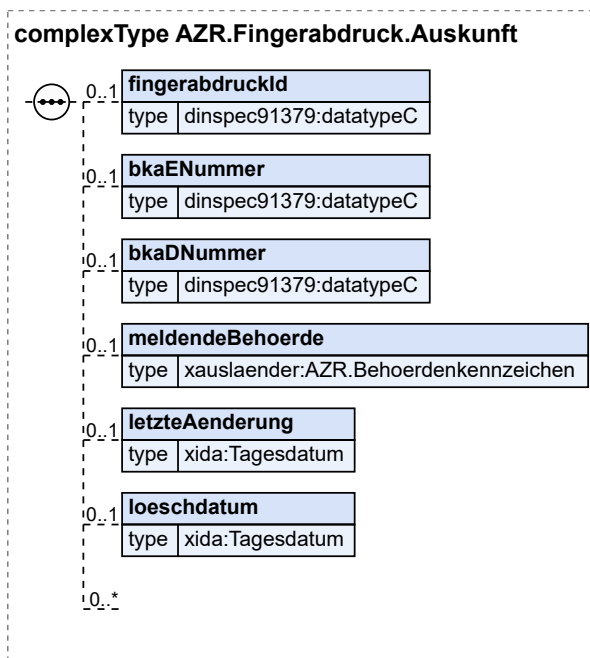 complexType AZR.Fingerabdruck.Auskunft
0..1 fingerabdruckId
type dinspec91379:datatypeC
0..1 bkaENummer
type dinspec91379:datatypeC
0..1 bkaDNummer
type dinspec91379:datatypeC
0..1 meldendeBehoerde
type xauslaender:AZR.Behoerdenkennzeichen
0..1 letzteAenderung
type xida:Tagesdatum
0..1 loeschdatum
type xida:Tagesdatum
0..*